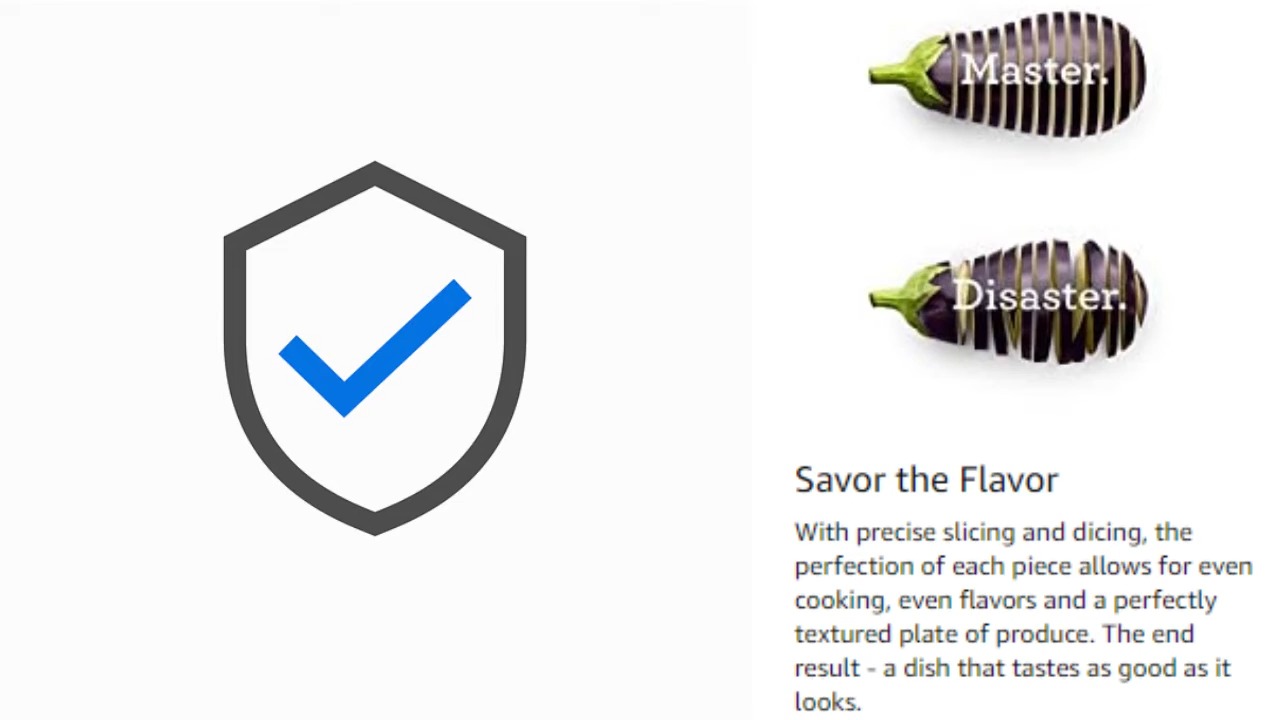 Master.
Disaster.
Savor the Flavor
With precise slicing and dicing, the
perfection of each piece allows for even
cooking, even flavors and a perfectly
textured plate of produce. The end
result - a dish that tastes as good as it
looks.